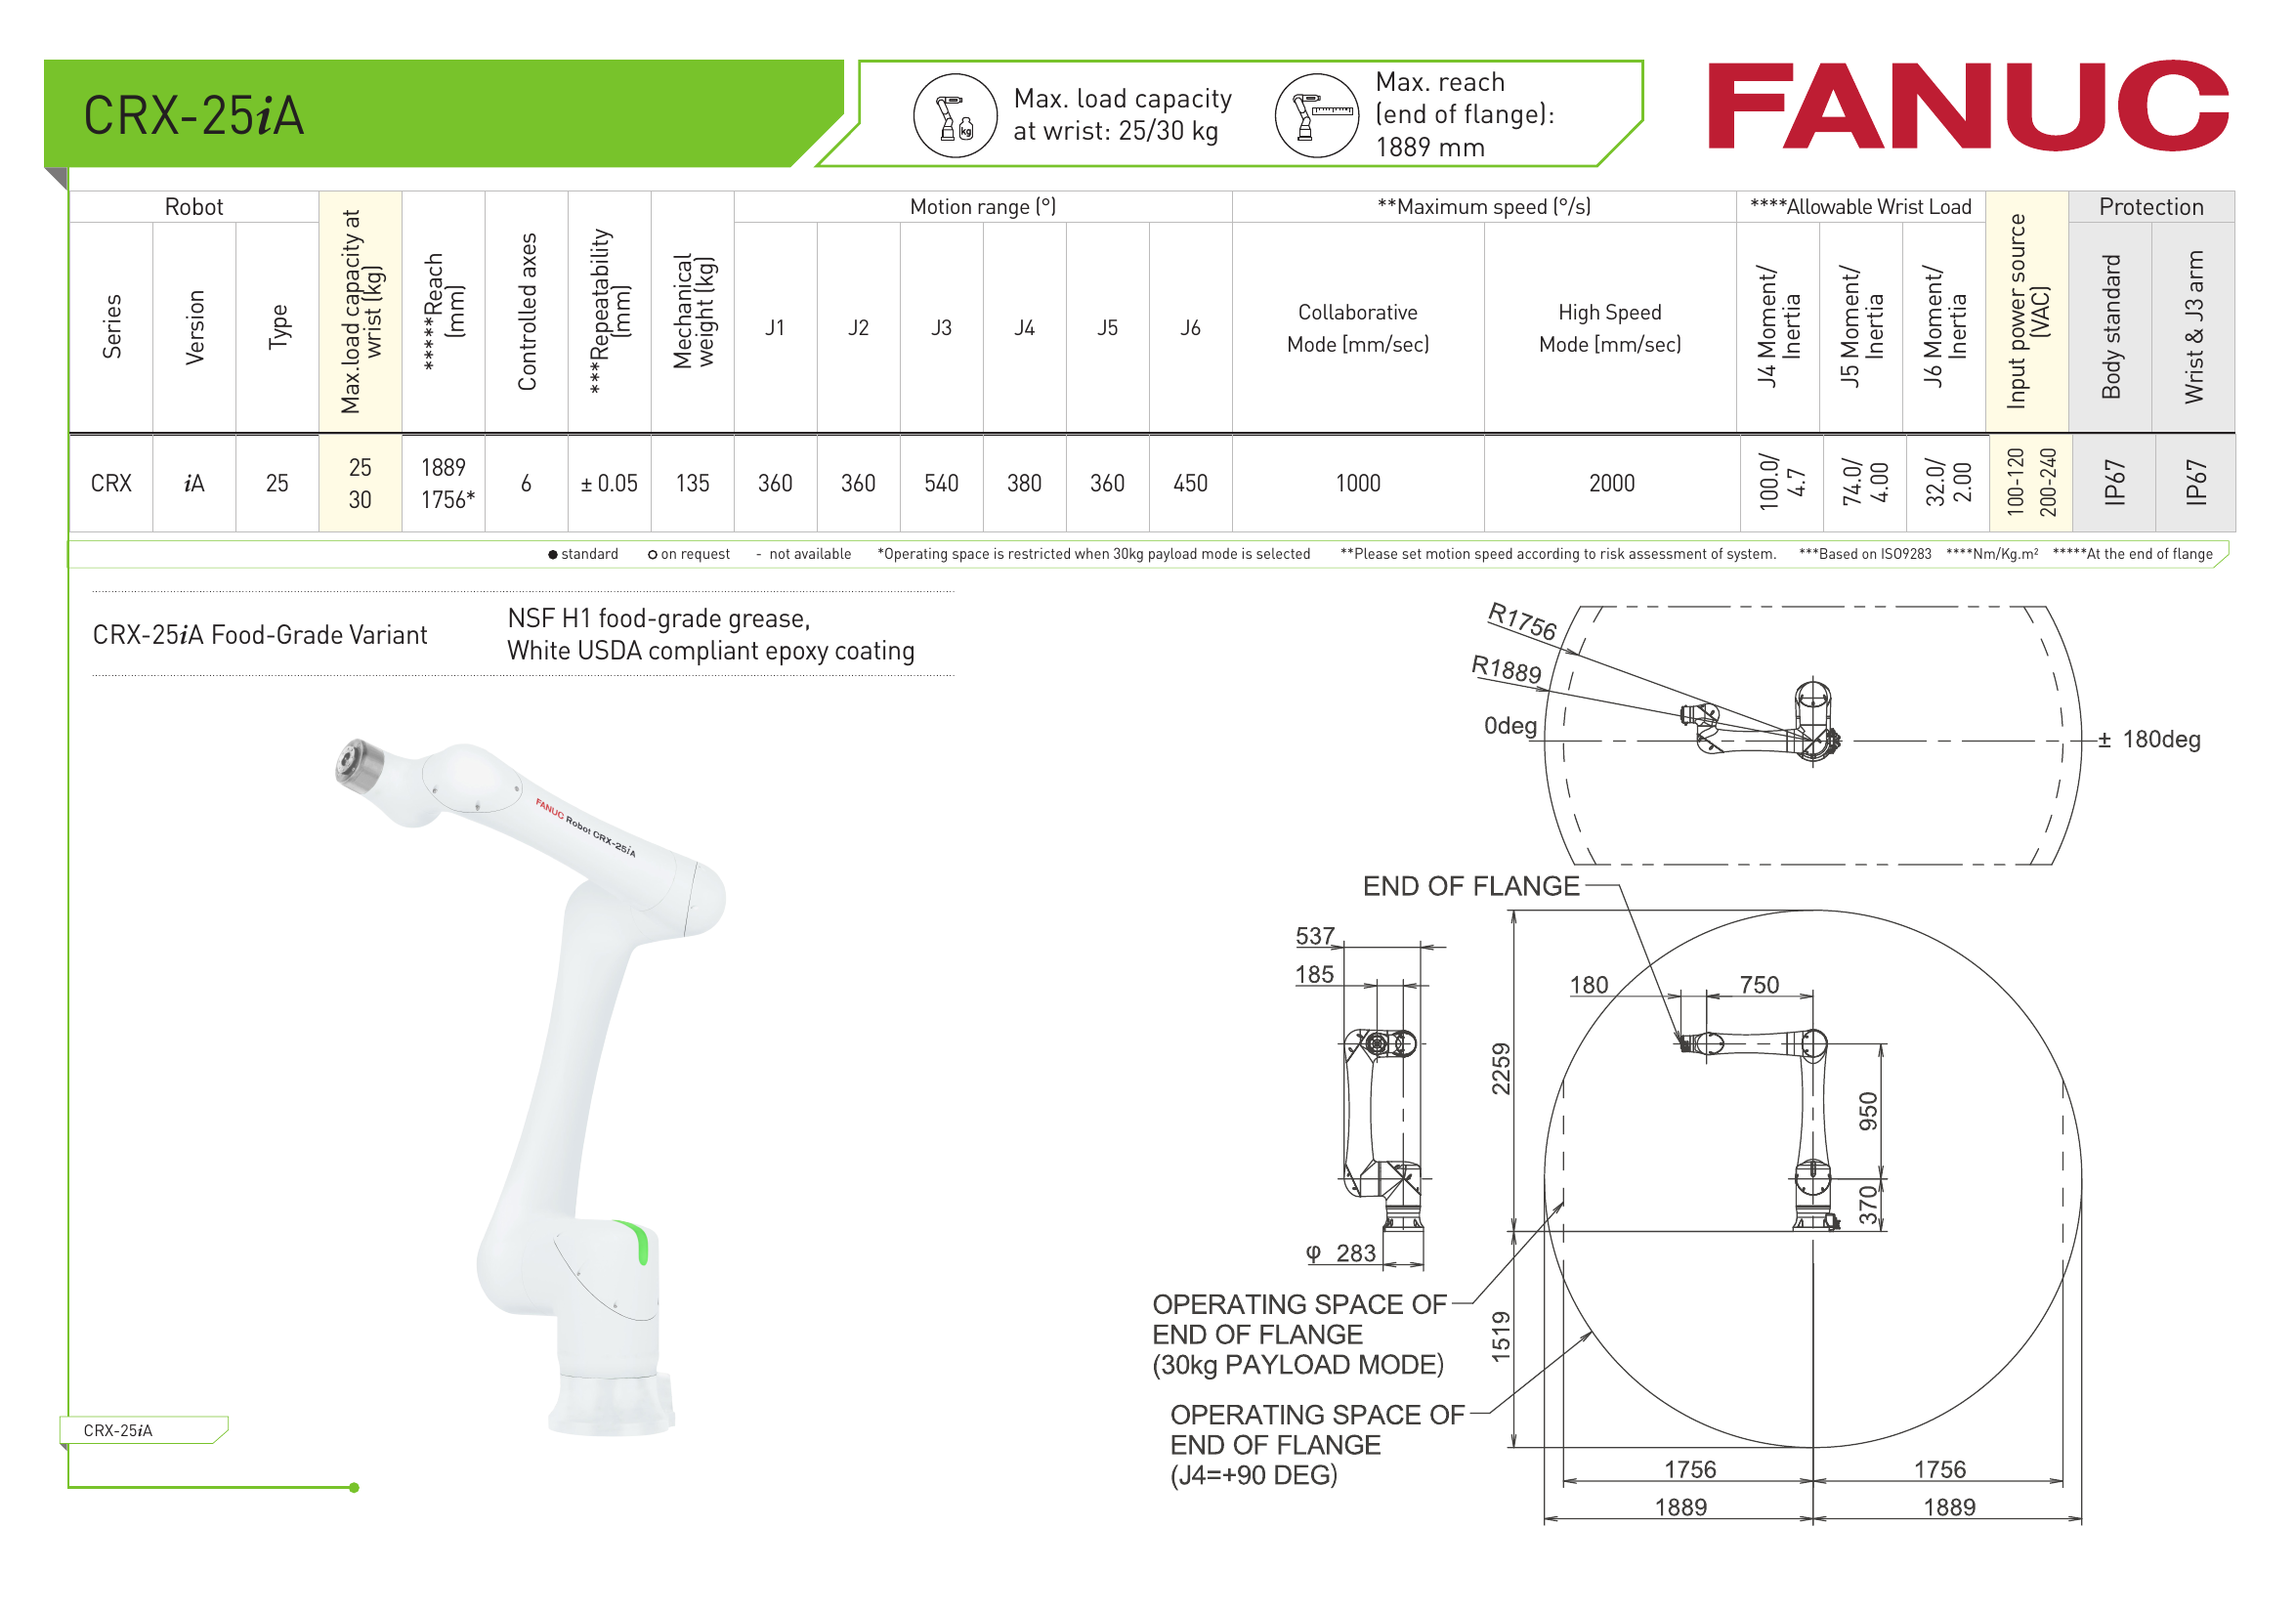 CRX-25iA
Max. load capacity
at wrist: 25/30 kg
kg
Max. reach
(end of flange):
1889 mm
FANUC
Robot
Motion range (°)
**Maximum speed (°/s)
****Allowable Wrist Load
Protection
Series
Version
Type
Max.load capacity at
wrist (kg)
*****Reach
(mm)
Controlled axes
***Repeatability
(mm)
Mechanical
weight (kg)
J1
J2
J3
J4
J5
J6
Collaborative
Mode [mm/sec)
High Speed
Mode [mm/sec)
J4 Moment/
Inertia
J5 Moment/
Inertia
J6 Moment/
Inertia
Input power source
(VAC)
Body standard
Wrist & J3 arm
CRX
iA
25
25
30
1889
1756*
6
± 0.05
135
360
360
540
380
360
450
1000
2000
100.0/
4.7
74.0/
4.00
32.0/
2.00
100-120
200-240
IP67
IP67
● standard ○ on request - not available *Operating space is restricted when 30kg payload mode is selected **Please set motion speed according to risk assessment of system. ***Based on ISO9283 ****Nm/Kg.m² *****At the end of flange
CRX-25iA Food-Grade Variant
NSF H1 food-grade grease,
White USDA compliant epoxy coating
FANUC Robot CRX-25iA
R1756
R1889
0deg
± 180deg
END OF FLANGE
537
185
180
750
2259
950
370
φ 283
1519
OPERATING SPACE OF
END OF FLANGE
(30kg PAYLOAD MODE)
OPERATING SPACE OF
END OF FLANGE
(J4=+90 DEG)
1756
1756
1889
1889
CRX-25iA